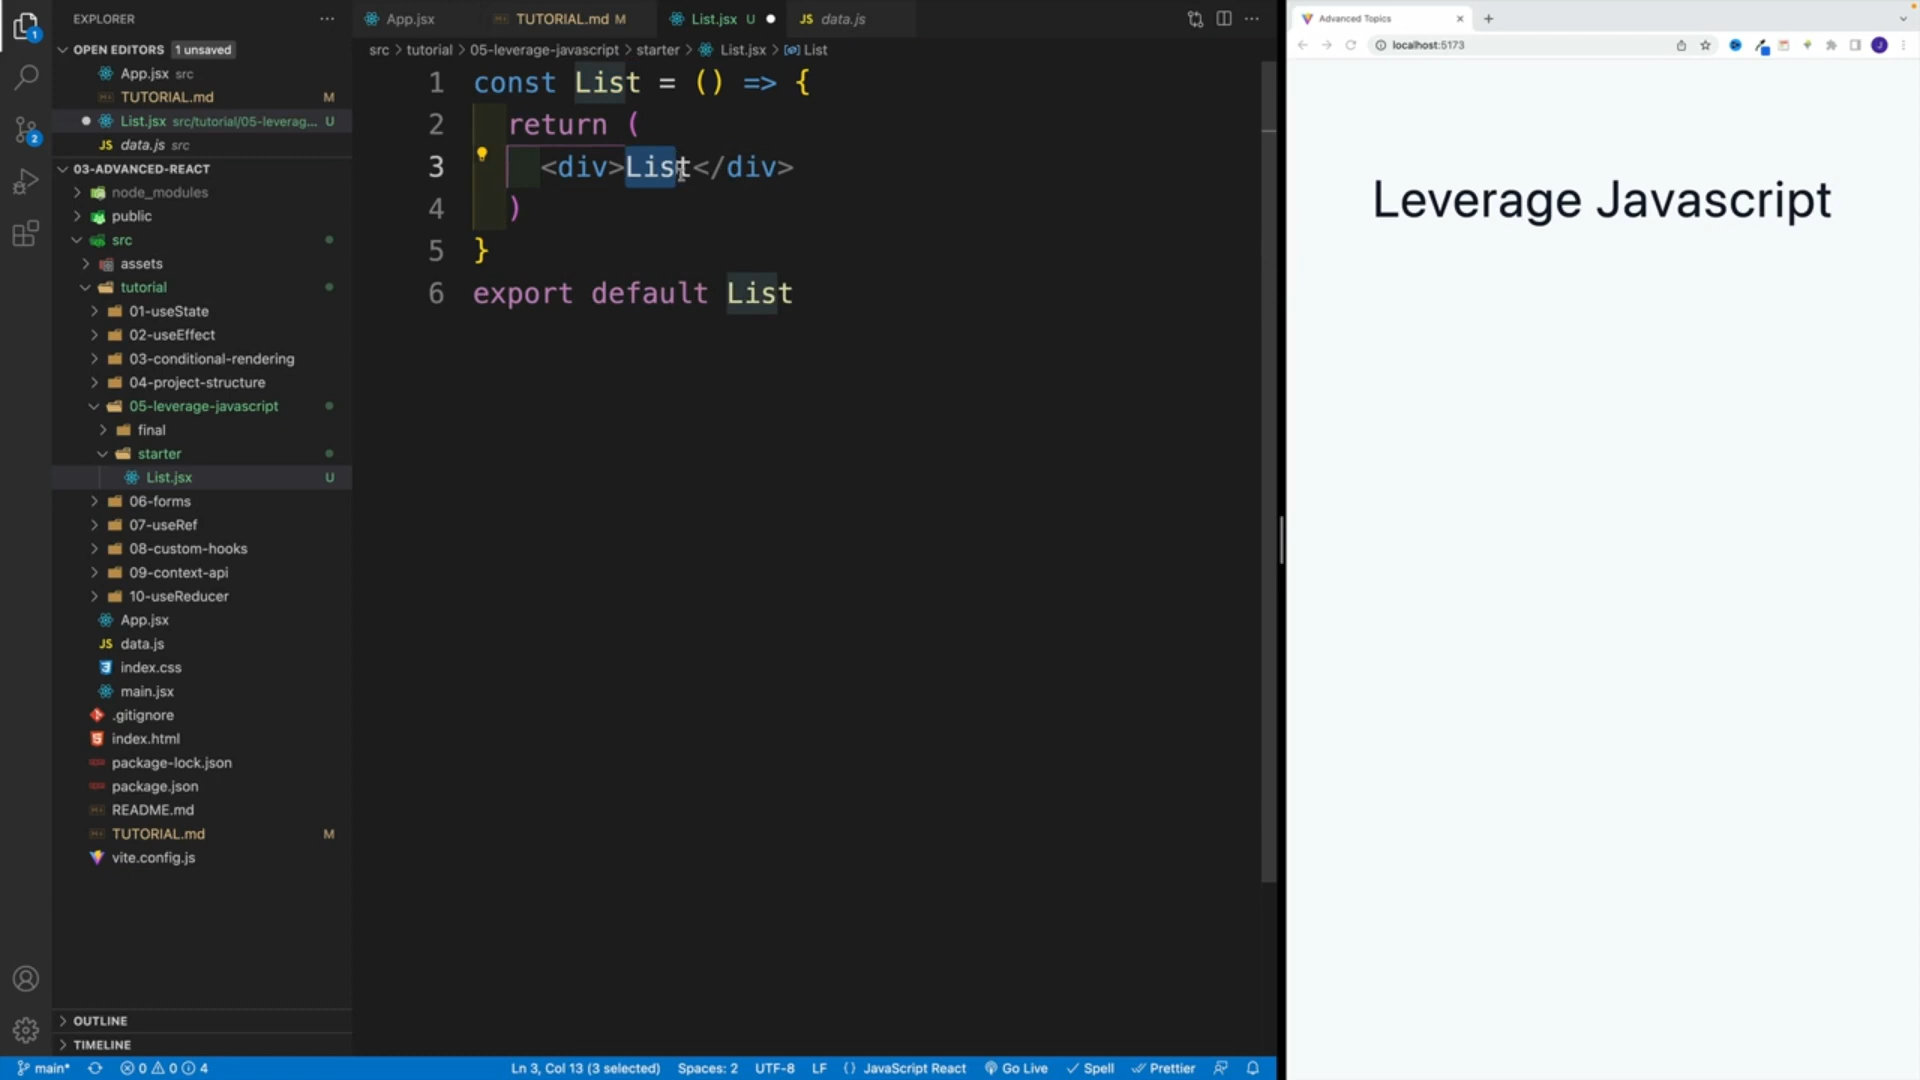 EXPLORER
OPEN EDITORS 1 unsaved
App.jsx src
TUTORIAL.md M
List.jsx src/tutorial/05-leverag... U
data.js src
03-ADVANCED-REACT
node_modules
public
src
assets
tutorial
01-useState
02-useEffect
03-conditional-rendering
04-project-structure
05-leverage-javascript
final
starter
List.jsx U
06-forms
07-useRef
08-custom-hooks
09-context-api
10-useReducer
App.jsx
data.js
index.css
main.jsx
.gitignore
index.html
package-lock.json
package.json
README.md
TUTORIAL.md M
vite.config.js
OUTLINE
TIMELINE
App.jsx TUTORIAL.md M List.jsx U JS data.js
src > tutorial > 05-leverage-javascript > starter > List.jsx > List
1 const List = () => {
2 return (
3 <div>List</div>
4 )
5 }
6 export default List
main* 0 0 4 Ln 3, Col 13 (3 selected) Spaces: 2 UTF-8 LF {} JavaScript React Go Live Spell Prettier
Advanced Topics
localhost:5173
Leverage Javascript